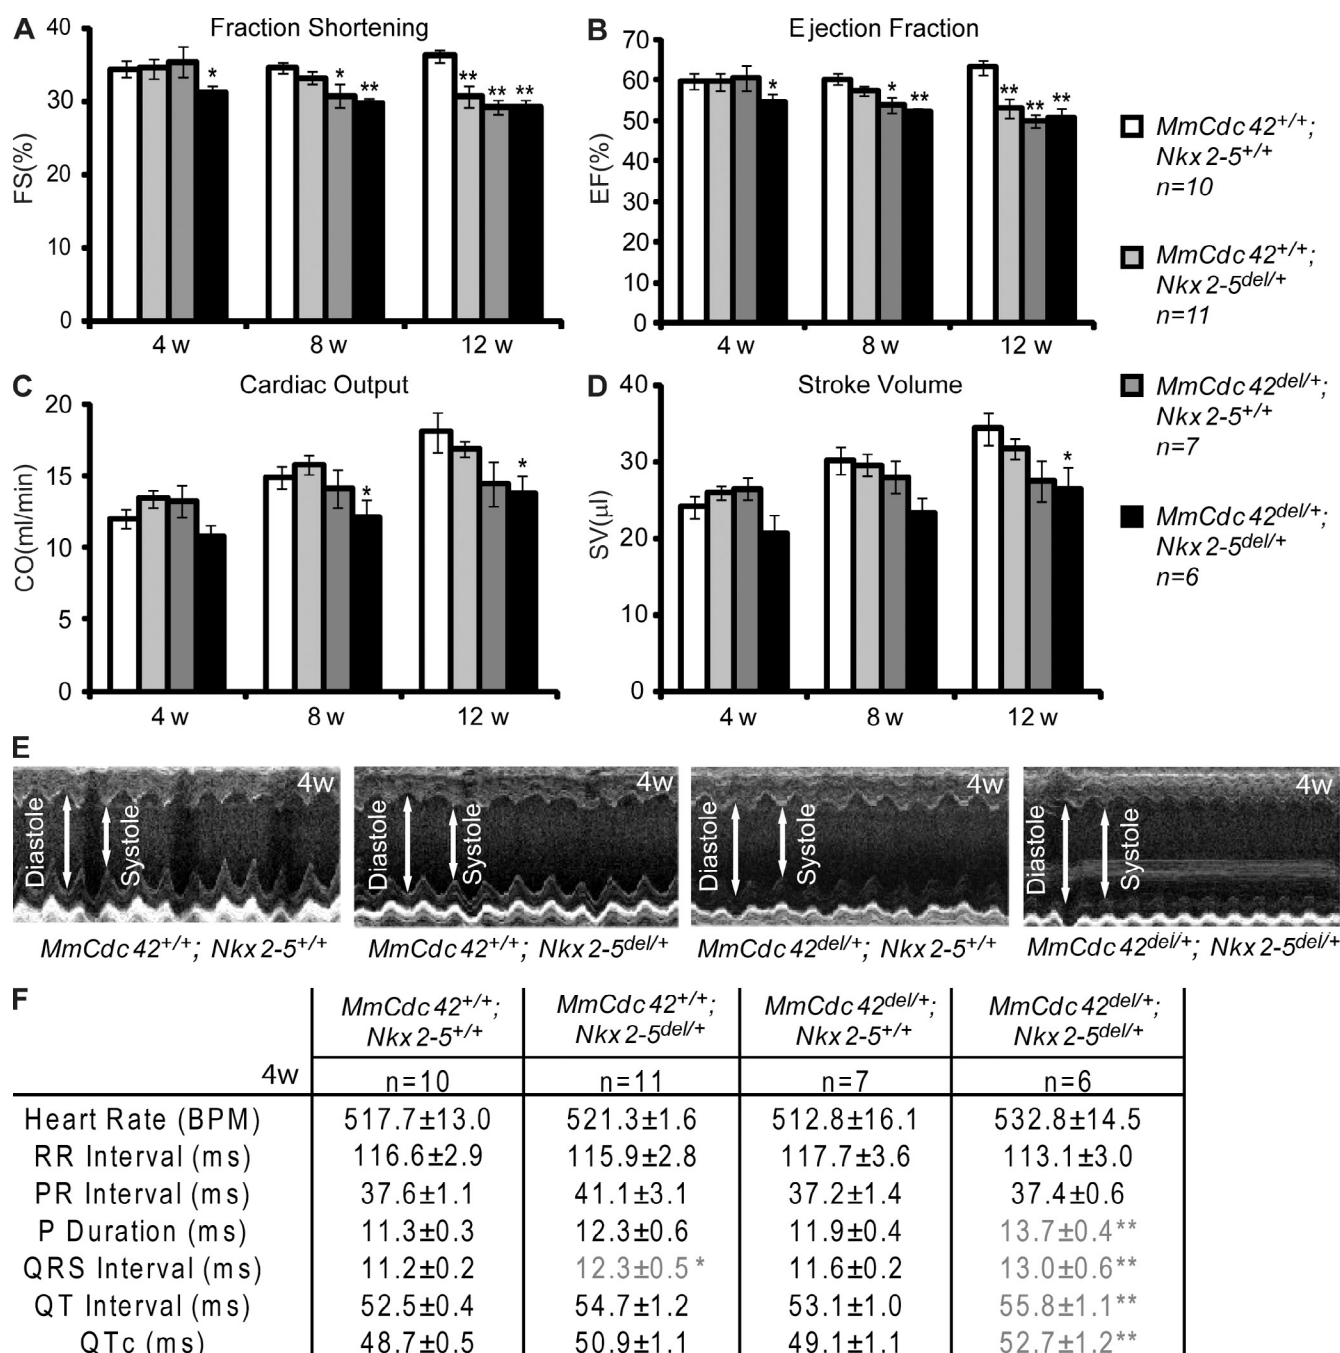 A Fraction Shortening
40
30
20
10
0
FS(%)
* * ** ** ** **
4 w 8 w 12 w
B Ejection Fraction
70
60
50
40
30
20
10
0
EF(%)
* * ** ** ** **
4 w 8 w 12 w
MmCdc42+/+;
Nkx2-5+/+
n=10
MmCdc42+/+;
Nkx2-5del/+
n=11
MmCdc42del/+;
Nkx2-5+/+
n=7
MmCdc42del/+;
Nkx2-5del/+
n=6
C Cardiac Output
20
15
10
5
0
CO(ml/min)
* *
4 w 8 w 12 w
D Stroke Volume
40
30
20
10
0
SV(µl)
*
4 w 8 w 12 w
E
4w
Diastole
Systole
MmCdc42+/+; Nkx2-5+/+
4w
Diastole
Systole
MmCdc42+/+; Nkx2-5del/+
4w
Diastole
Systole
MmCdc42del/+; Nkx2-5+/+
4w
Diastole
Systole
MmCdc42del/+; Nkx2-5del/+
F
MmCdc42+/+; MmCdc42+/+; MmCdc42del/+; MmCdc42del/+;
Nkx2-5+/+ Nkx2-5del/+ Nkx2-5+/+ Nkx2-5del/+
4w n=10 n=11 n=7 n=6
Heart Rate (BPM) 517.7±13.0 521.3±1.6 512.8±16.1 532.8±14.5
RR Interval (ms) 116.6±2.9 115.9±2.8 117.7±3.6 113.1±3.0
PR Interval (ms) 37.6±1.1 41.1±3.1 37.2±1.4 37.4±0.6
P Duration (ms) 11.3±0.3 12.3±0.6 11.9±0.4 13.7±0.4**
QRS Interval (ms) 11.2±0.2 12.3±0.5* 11.6±0.2 13.0±0.6**
QT Interval (ms) 52.5±0.4 54.7±1.2 53.1±1.0 55.8±1.1**
QTc (ms) 48.7±0.5 50.9±1.1 49.1±1.1 52.7±1.2**